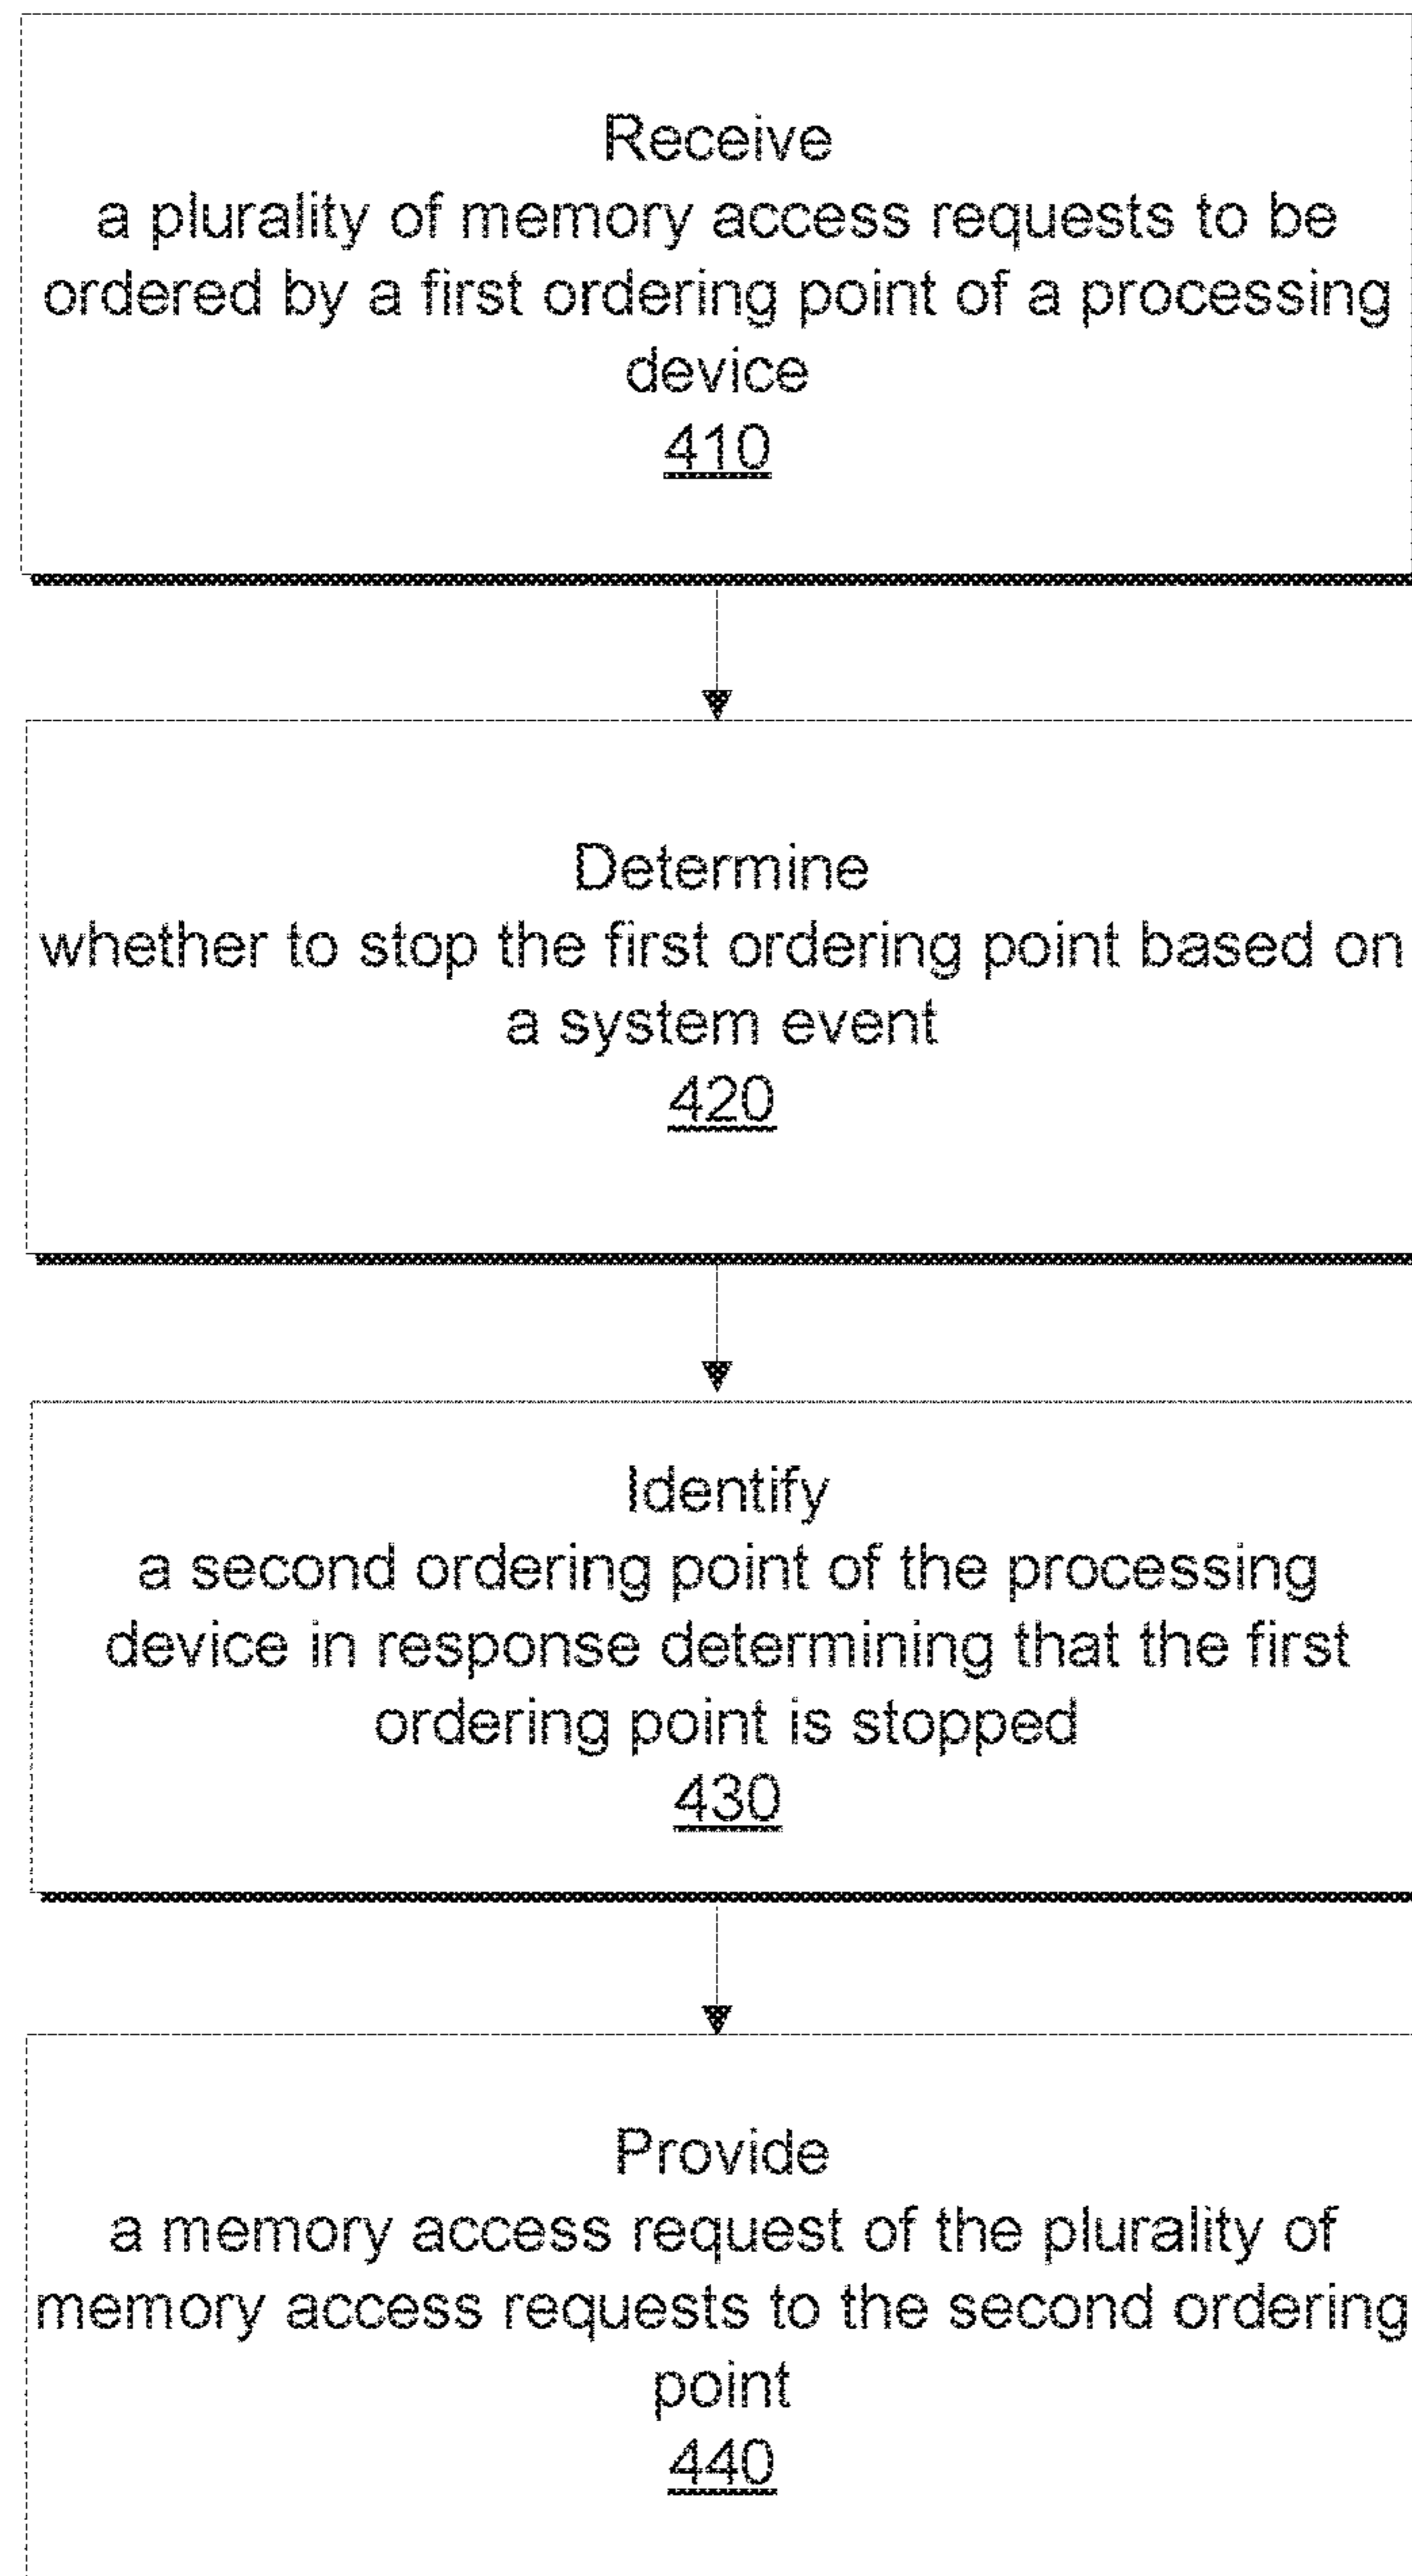 Receive
a plurality of memory access requests to be
ordered by a first ordering point of a processing
device
410
Determine
whether to stop the first ordering point based on
a system event
420
Identify
a second ordering point of the processing
device in response determining that the first
ordering point is stopped
430
Provide
a memory access request of the plurality of
memory access requests to the second ordering
point
440